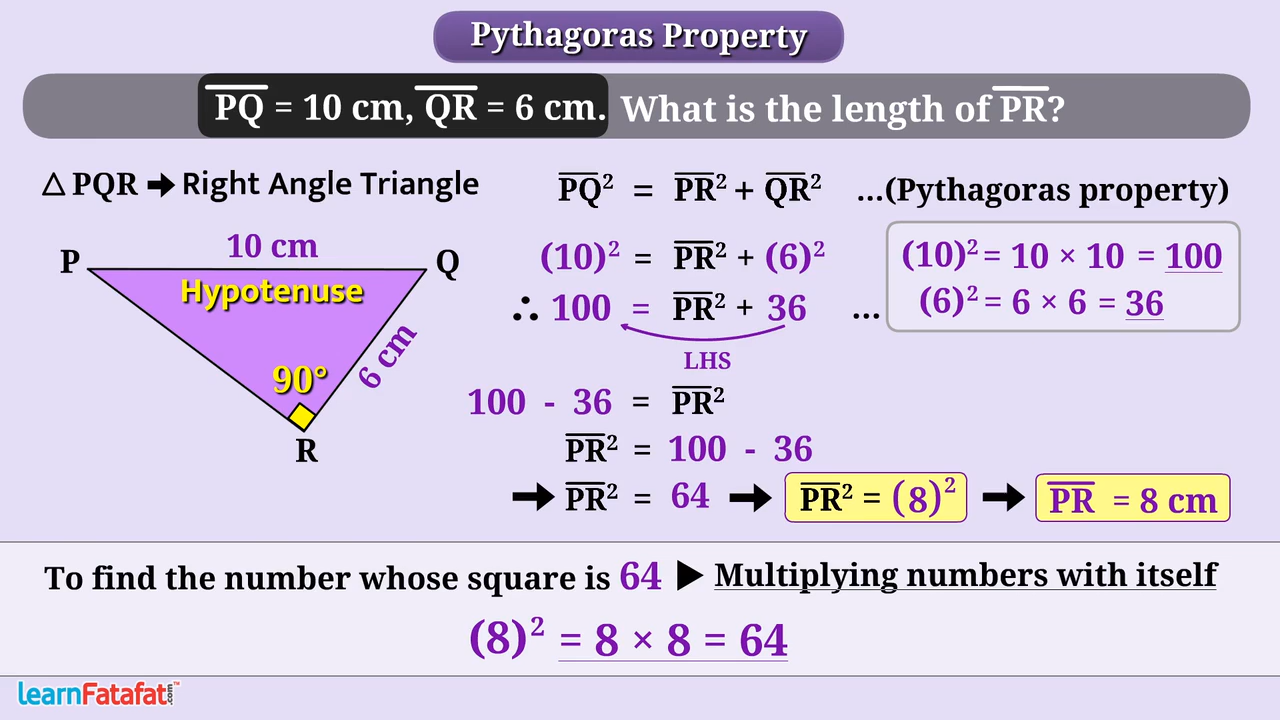 Pythagoras Property
PQ = 10 cm, QR = 6 cm. What is the length of PR?
△ PQR ➡ Right Angle Triangle
P
10 cm
Q
Hypotenuse
90°
6 cm
R
PQ² = PR² + QR² ...(Pythagoras property)
(10)² = PR² + (6)²
∴ 100 = PR² + 36 ...
(10)² = 10 × 10 = 100
(6)² = 6 × 6 = 36
LHS
100 - 36 = PR²
PR² = 100 - 36
➡ PR² = 64 ➡ PR² = (8)² ➡ PR = 8 cm
To find the number whose square is 64 ▶ Multiplying numbers with itself
(8)² = 8 × 8 = 64
learnFatafat.com™